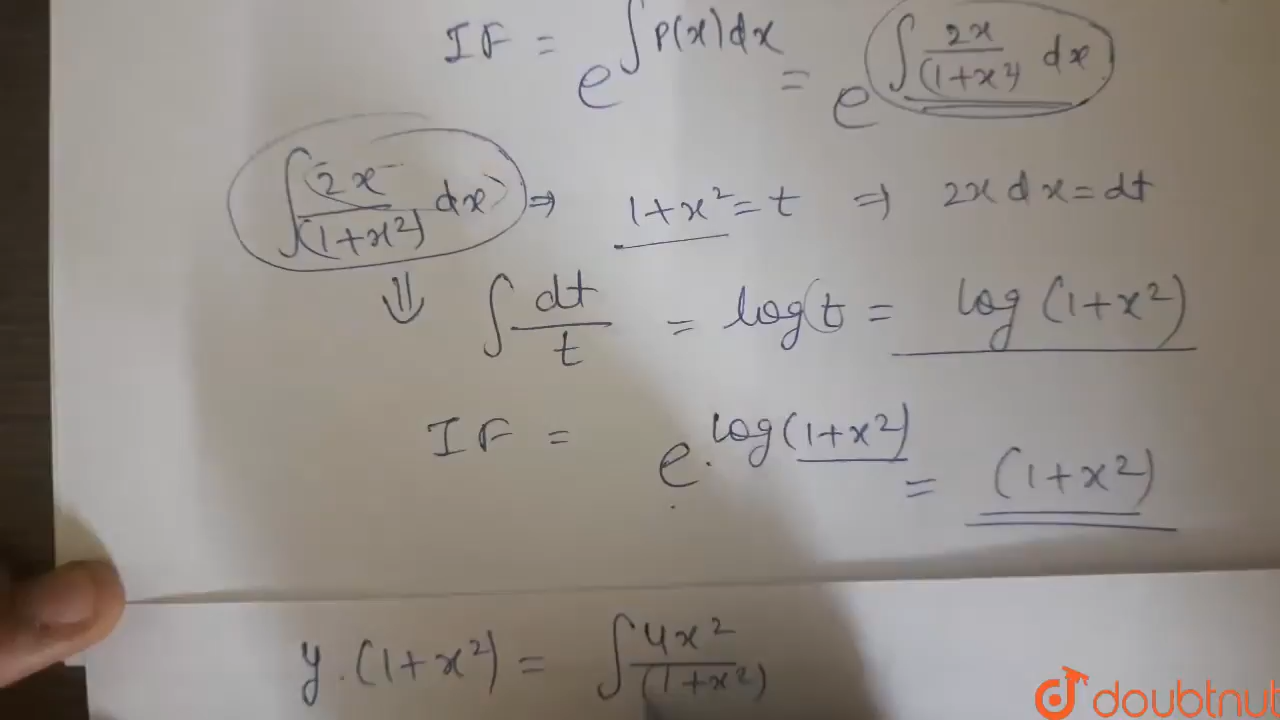 IF = e^∫P(x)dx = e^∫2x/(1+x²) dx
∫2x/(1+x²) dx ⇒ 1+x² = t ⇒ 2x dx = dt
⇓ ∫dt/t = log(t = log(1+x²)
IF = e^log(1+x²) = (1+x²)
y.(1+x²) = ∫4x²/(1+x²)
doubtnut